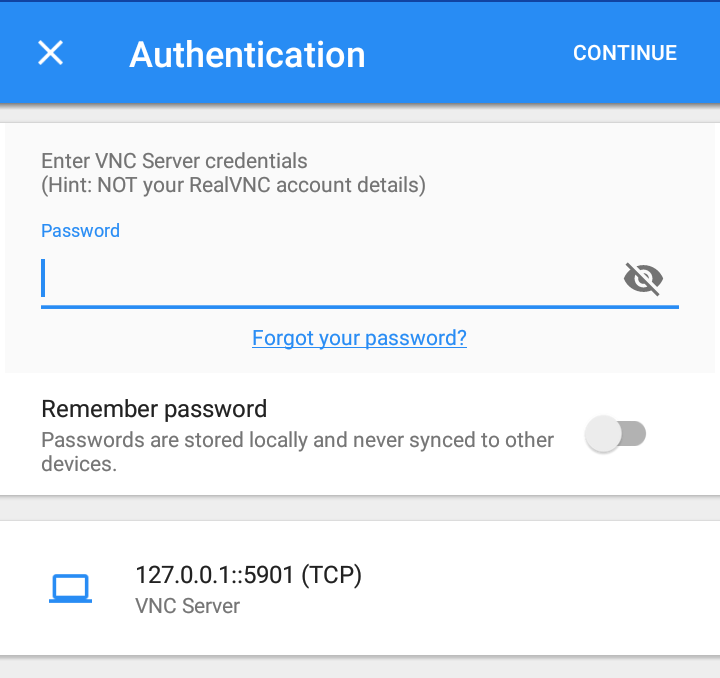 Authentication
CONTINUE
Enter VNC Server credentials
(Hint: NOT your RealVNC account details)
Password
Forgot your password?
Remember password
Passwords are stored locally and never synced to other
devices.
127.0.0.1::5901 (TCP)
VNC Server